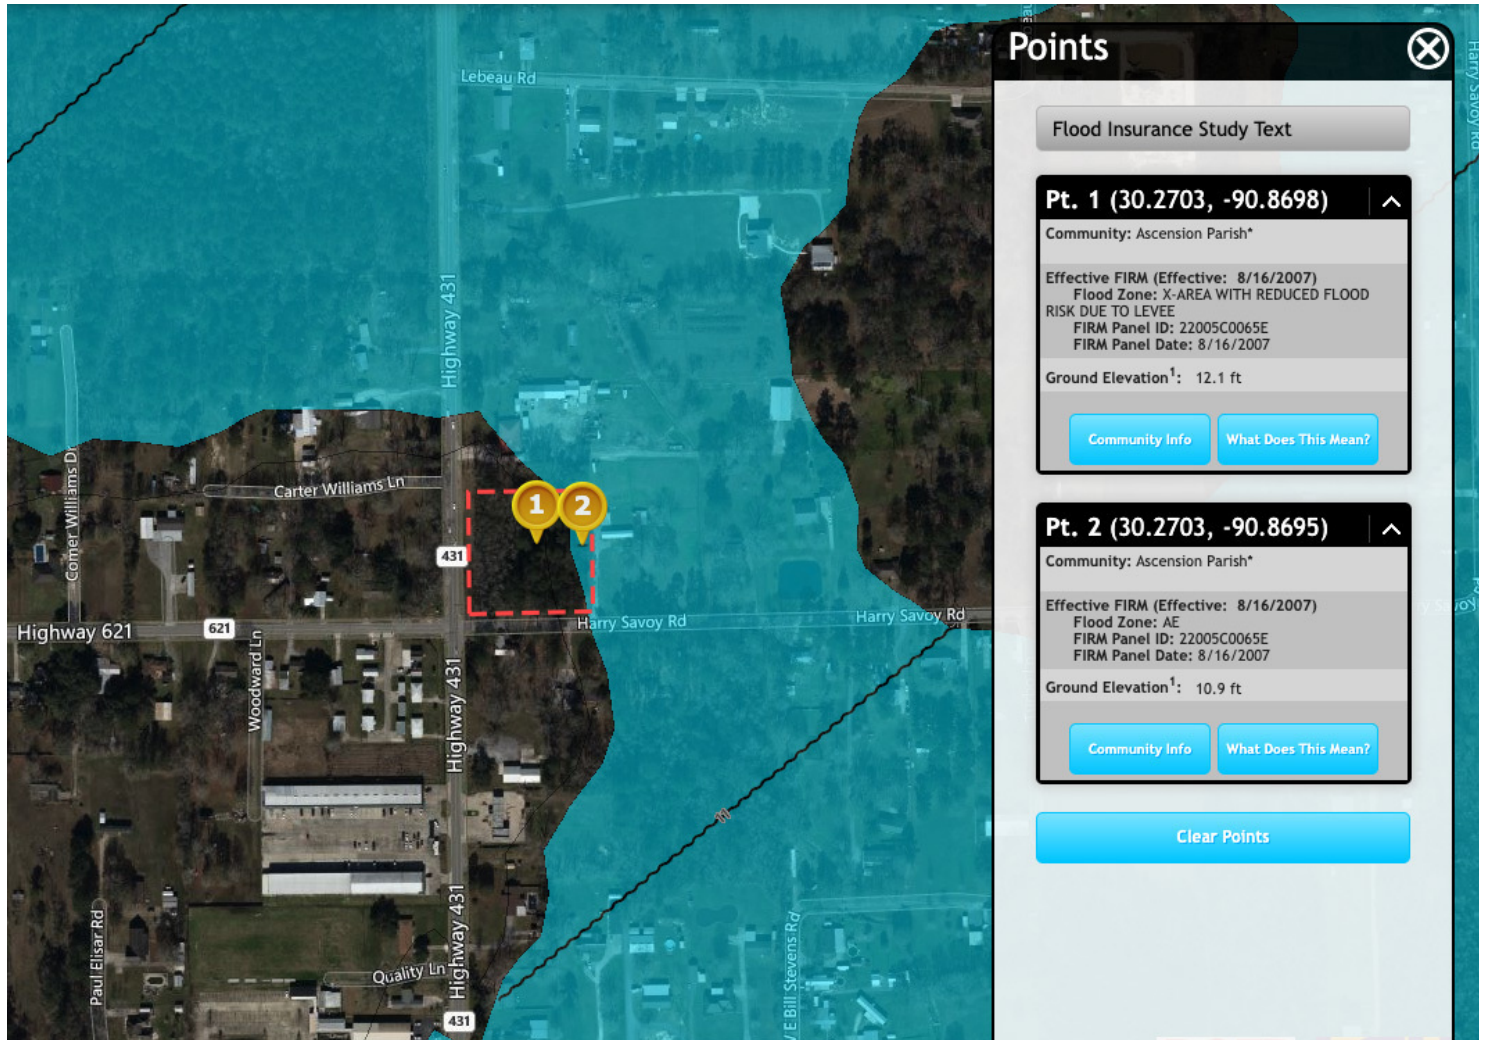 Lebeau Rd
Highway 431
Carter Williams Ln
Comer Williams Dr
431
Highway 621
621
Harry Savoy Rd
Harry Savoy Rd
Woodward Ln
Highway 431
11
Highway 431
Paul Elisar Rd
Quality Ln
431
E Bill Stevens Rd
1
2
Harry Savoy Rd
Points
Flood Insurance Study Text
Pt. 1 (30.2703, -90.8698)
Community: Ascension Parish*
Effective FIRM (Effective: 8/16/2007)
Flood Zone: X-AREA WITH REDUCED FLOOD
RISK DUE TO LEVEE
FIRM Panel ID: 22005C0065E
FIRM Panel Date: 8/16/2007
Ground Elevation1: 12.1 ft
Community Info
What Does This Mean?
Pt. 2 (30.2703, -90.8695)
Community: Ascension Parish*
Effective FIRM (Effective: 8/16/2007)
Flood Zone: AE
FIRM Panel ID: 22005C0065E
FIRM Panel Date: 8/16/2007
Ground Elevation1: 10.9 ft
Community Info
What Does This Mean?
Clear Points